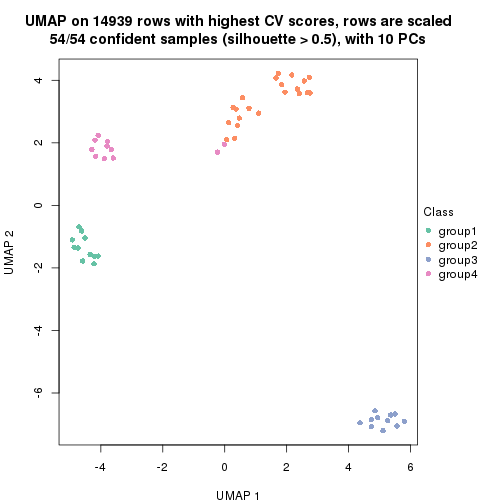 UMAP on 14939 rows with highest CV scores, rows are scaled
54/54 confident samples (silhouette > 0.5), with 10 PCs
4
2
0
-2
-4
-6
UMAP 2
-4
-2
0
2
4
6
UMAP 1
Class
group1
group2
group3
group4